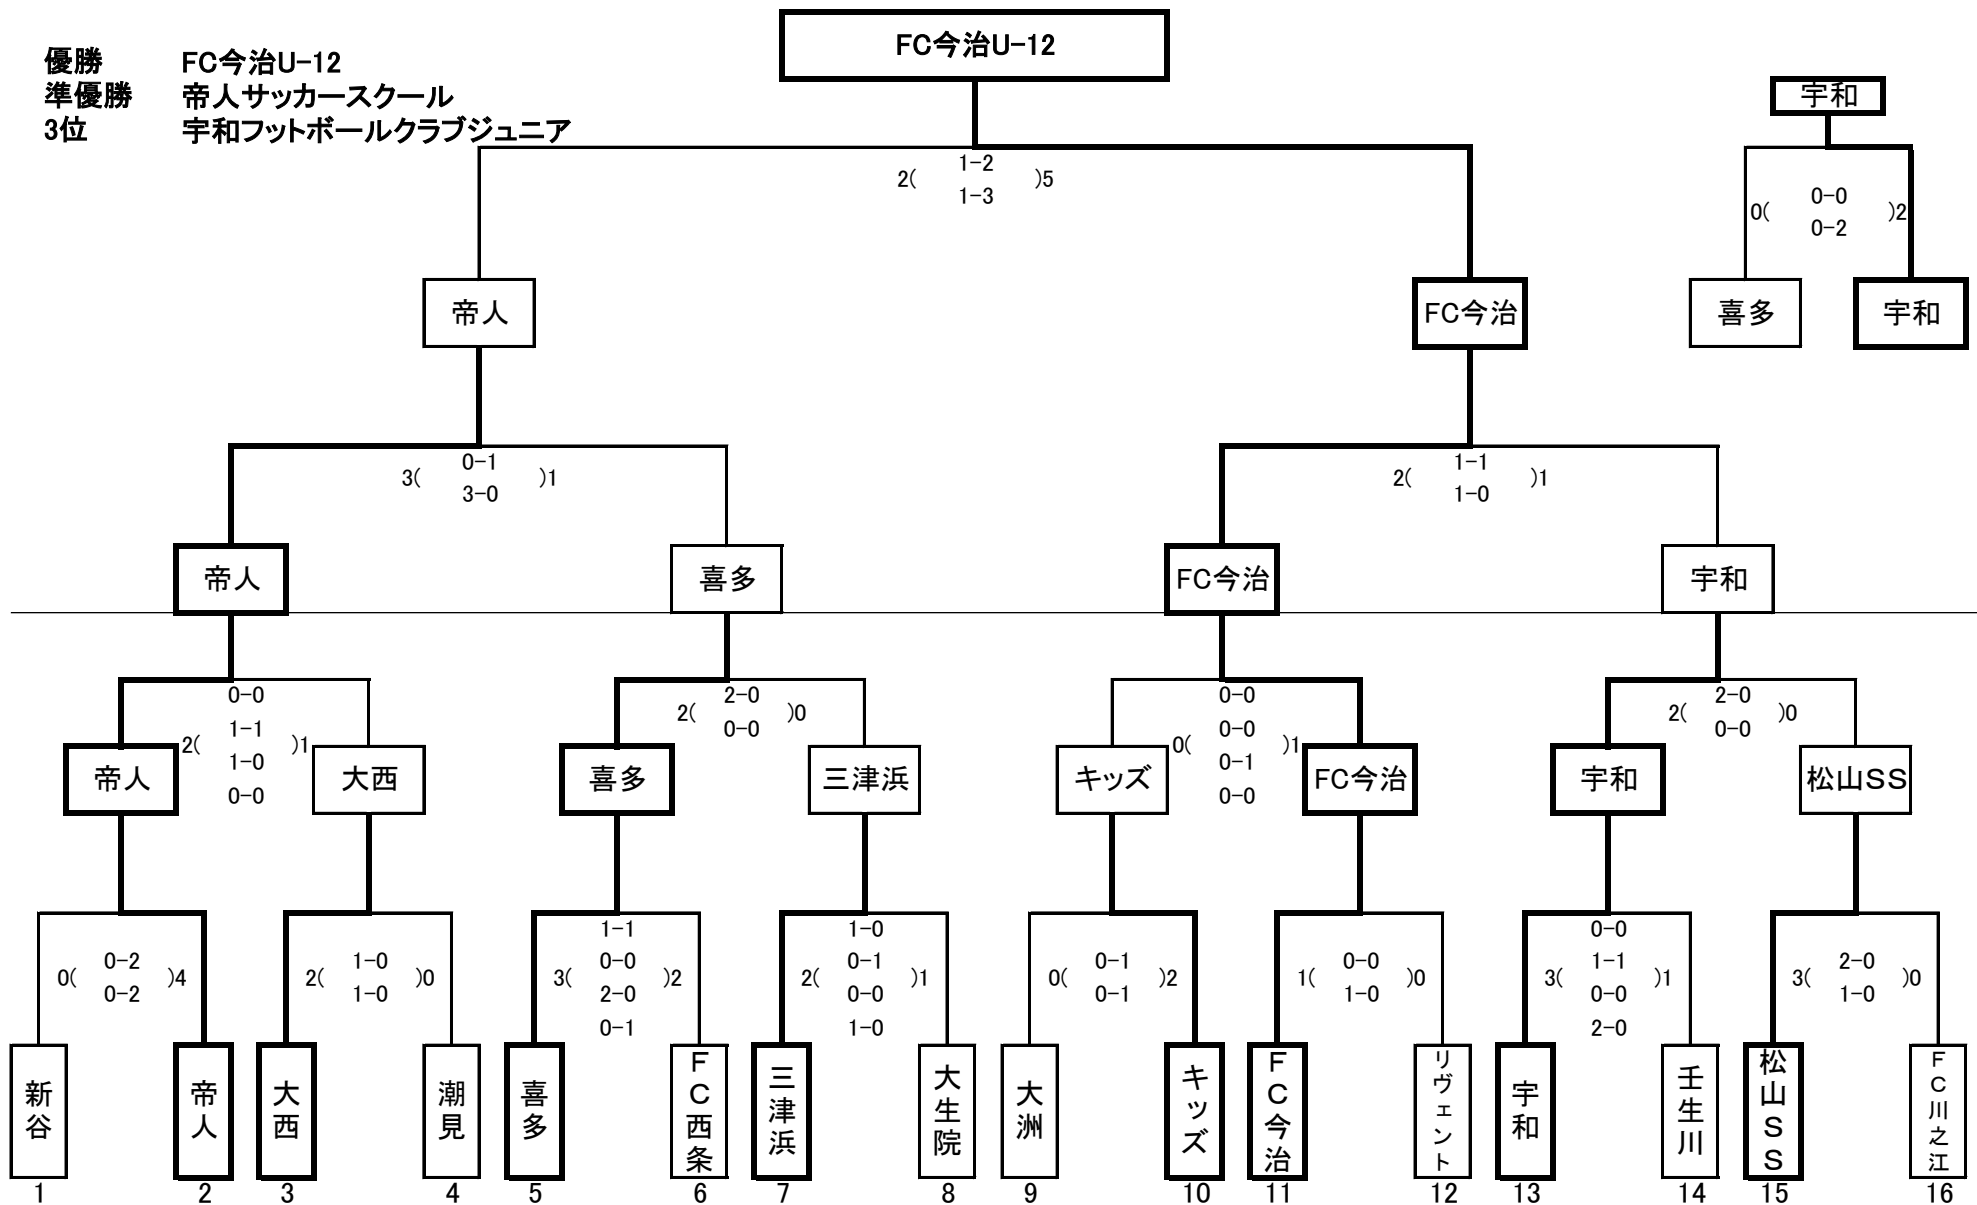 FC今治U-12
優勝 FC今治U-12
準優勝 帝人サッカースクール
3位 宇和フットボールクラブジュニア
宇和
2( 1-2 )5
1-3
0( 0-0 )2
0-2
帝人 FC今治 喜多 宇和
3( 0-1 )1
3-0
2( 1-1 )1
1-0
帝人 喜多 FC今治 宇和
2( 0-0 )1
1-1
1-0
0-0
2( 2-0 )0
0-0
0( 0-0 )1
0-0
0-1
0-0
2( 2-0 )0
0-0
帝人 大西 喜多 三津浜 キッズ FC今治 宇和 松山SS
0( 0-2 )4
0-2
2( 1-0 )0
1-0
3( 1-1 )2
0-0
2-0
0-1
2( 1-0 )1
0-1
0-0
1-0
0( 0-1 )2
0-1
1( 0-0 )0
1-0
3( 0-0 )1
1-1
0-0
2-0
3( 2-0 )0
1-0
新谷
帝人
大西
潮見
喜多
FC西条
三津浜
大生院
大洲
キッズ
FC今治
リヴェント
宇和
壬生川
松山SS
FC川之江
1 2 3 4 5 6 7 8 9 10 11 12 13 14 15 16